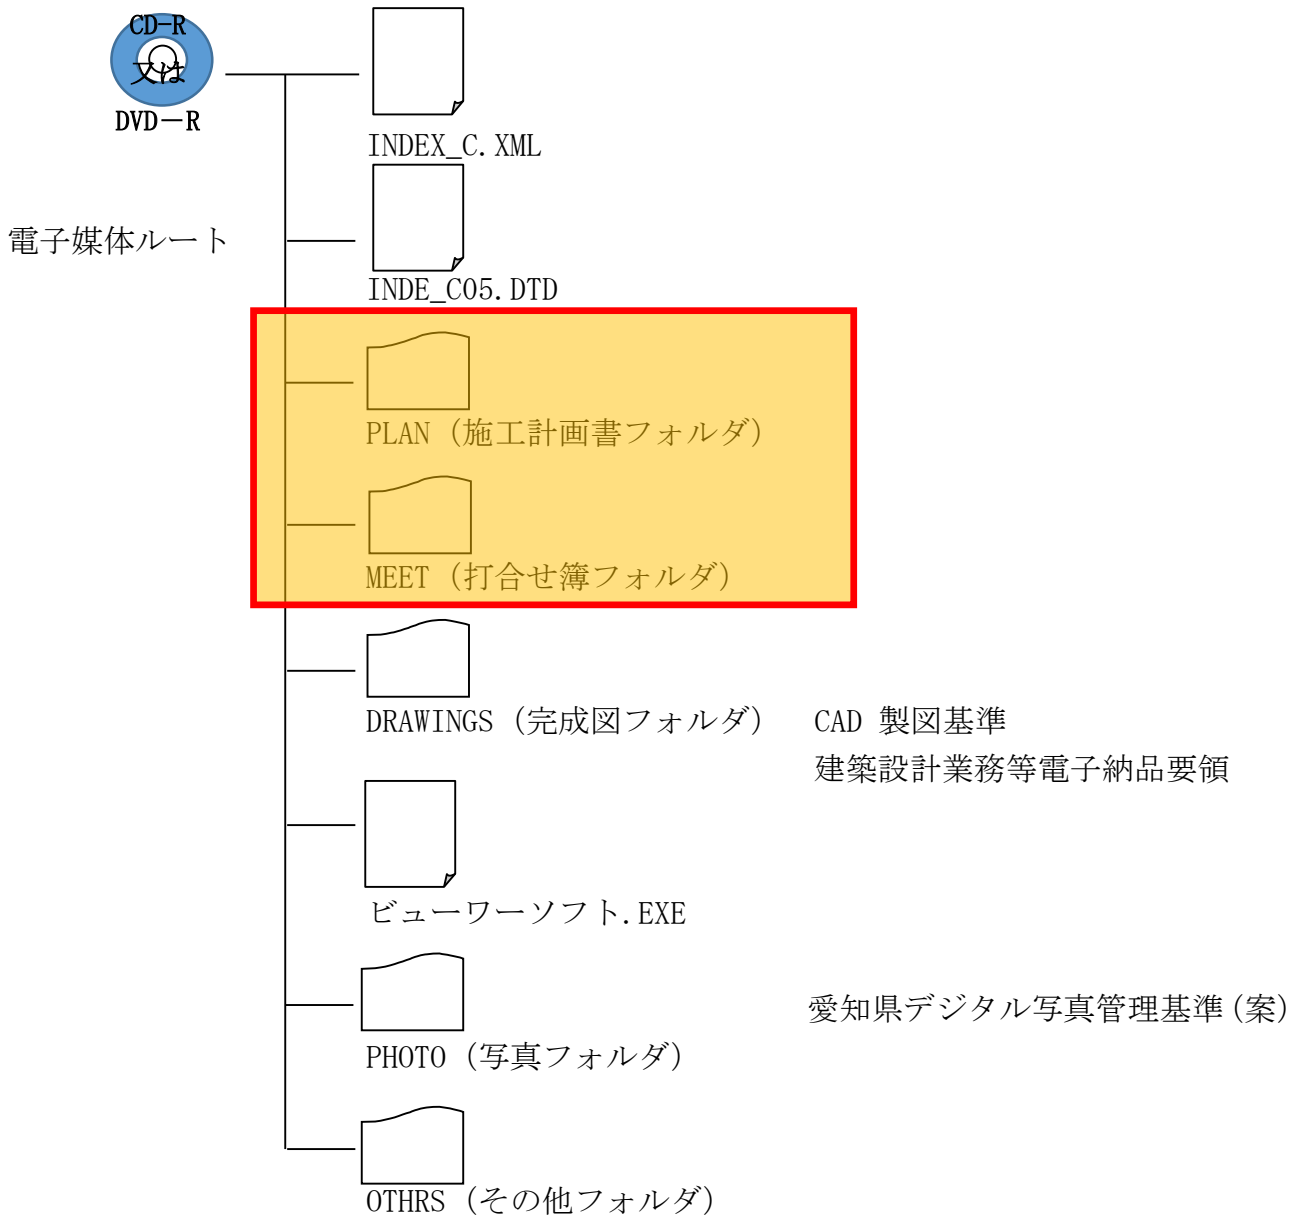 CD-R
又は
DVD－R
INDEX_C.XML
電子媒体ルート
INDE_C05.DTD
PLAN（施工計画書フォルダ）
MEET（打合せ簿フォルダ）
DRAWINGS（完成図フォルダ） CAD 製図基準
建築設計業務等電子納品要領
ビューワーソフト.EXE
愛知県デジタル写真管理基準(案)
PHOTO（写真フォルダ）
OTHRS（その他フォルダ）